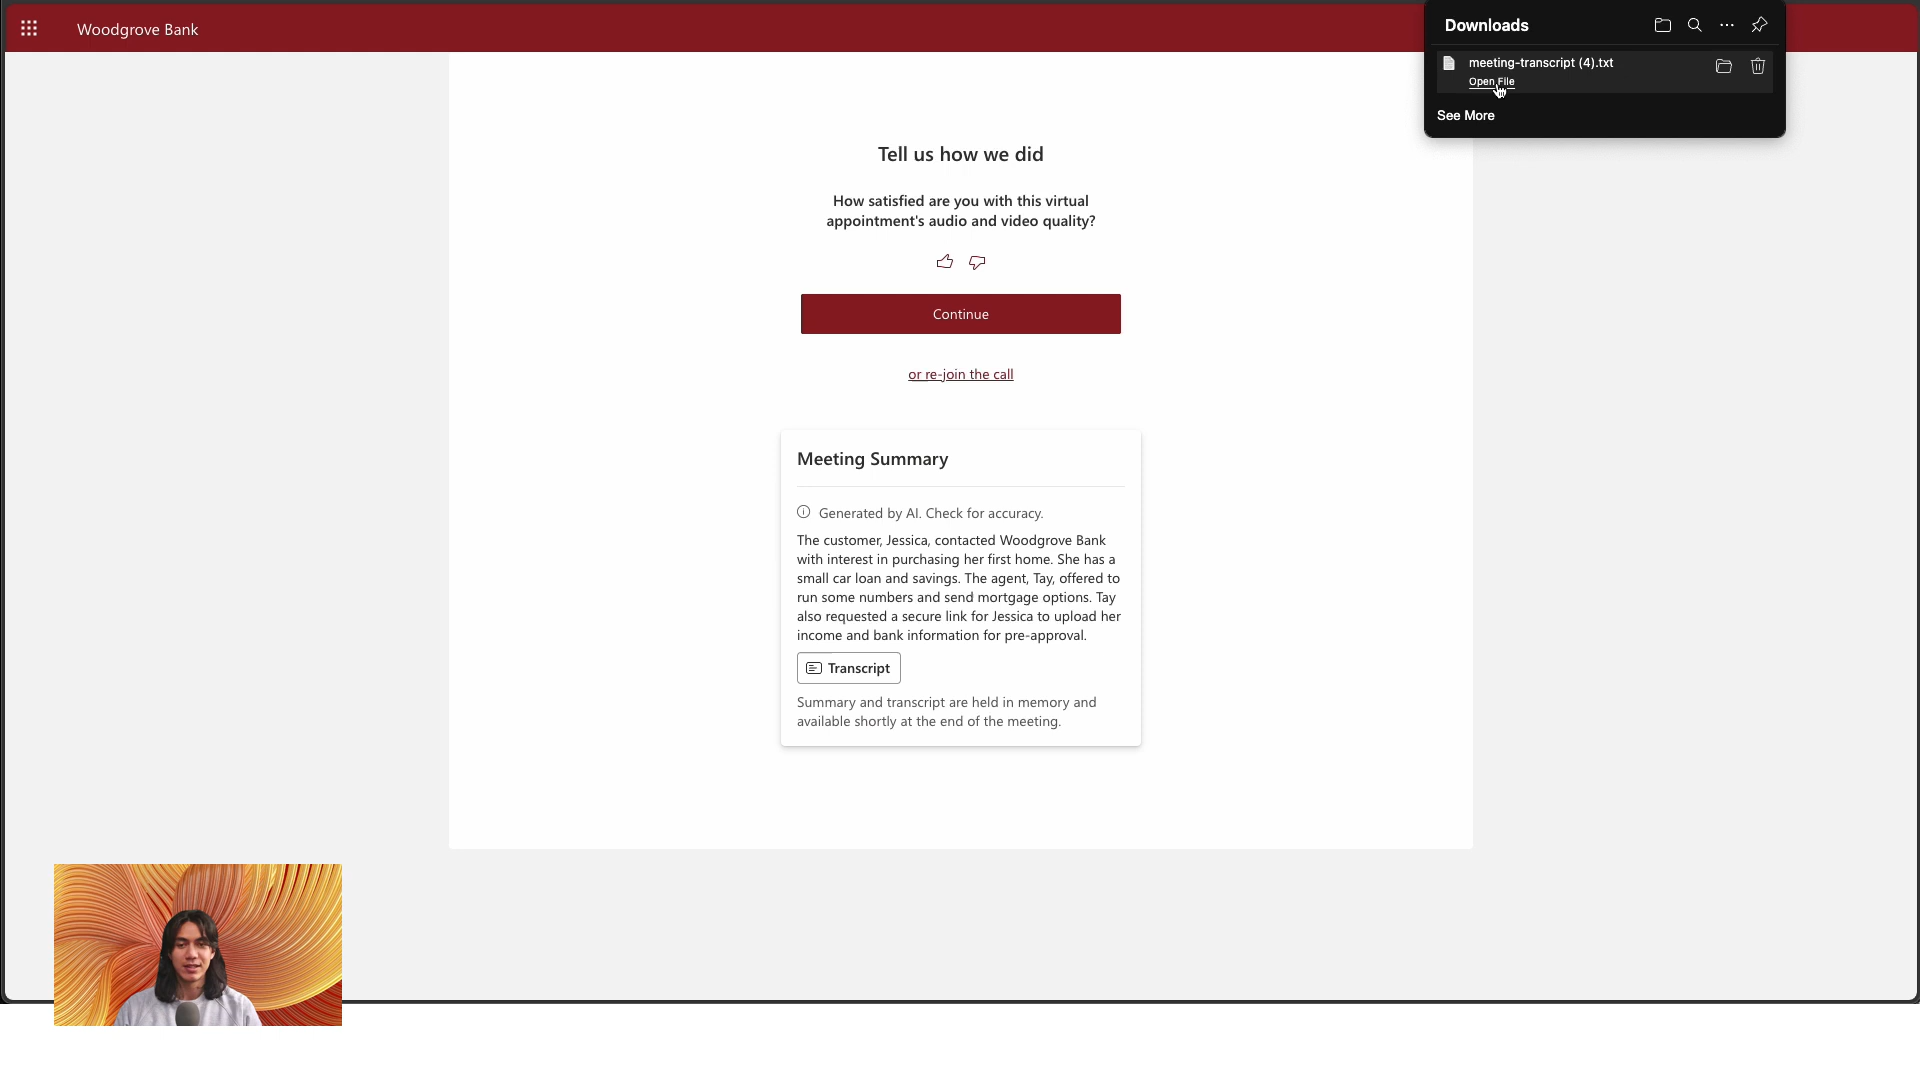 Woodgrove Bank
Downloads
meeting-transcript (4).txt
Open File
See More
Tell us how we did
How satisfied are you with this virtual
appointment's audio and video quality?
Continue
or re-join the call
Meeting Summary
Generated by AI. Check for accuracy.
The customer, Jessica, contacted Woodgrove Bank
with interest in purchasing her first home. She has a
small car loan and savings. The agent, Tay, offered to
run some numbers and send mortgage options. Tay
also requested a secure link for Jessica to upload her
income and bank information for pre-approval.
Transcript
Summary and transcript are held in memory and
available shortly at the end of the meeting.